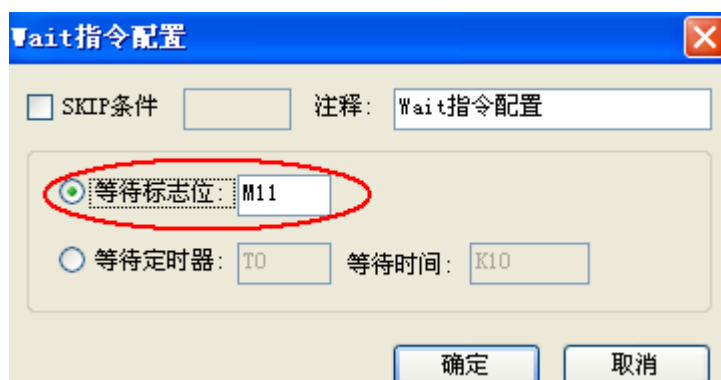 Wait指令配置
SKIP条件 注释: Wait指令配置
等待标志位: M11
等待定时器: T0 等待时间: K10
确定 取消